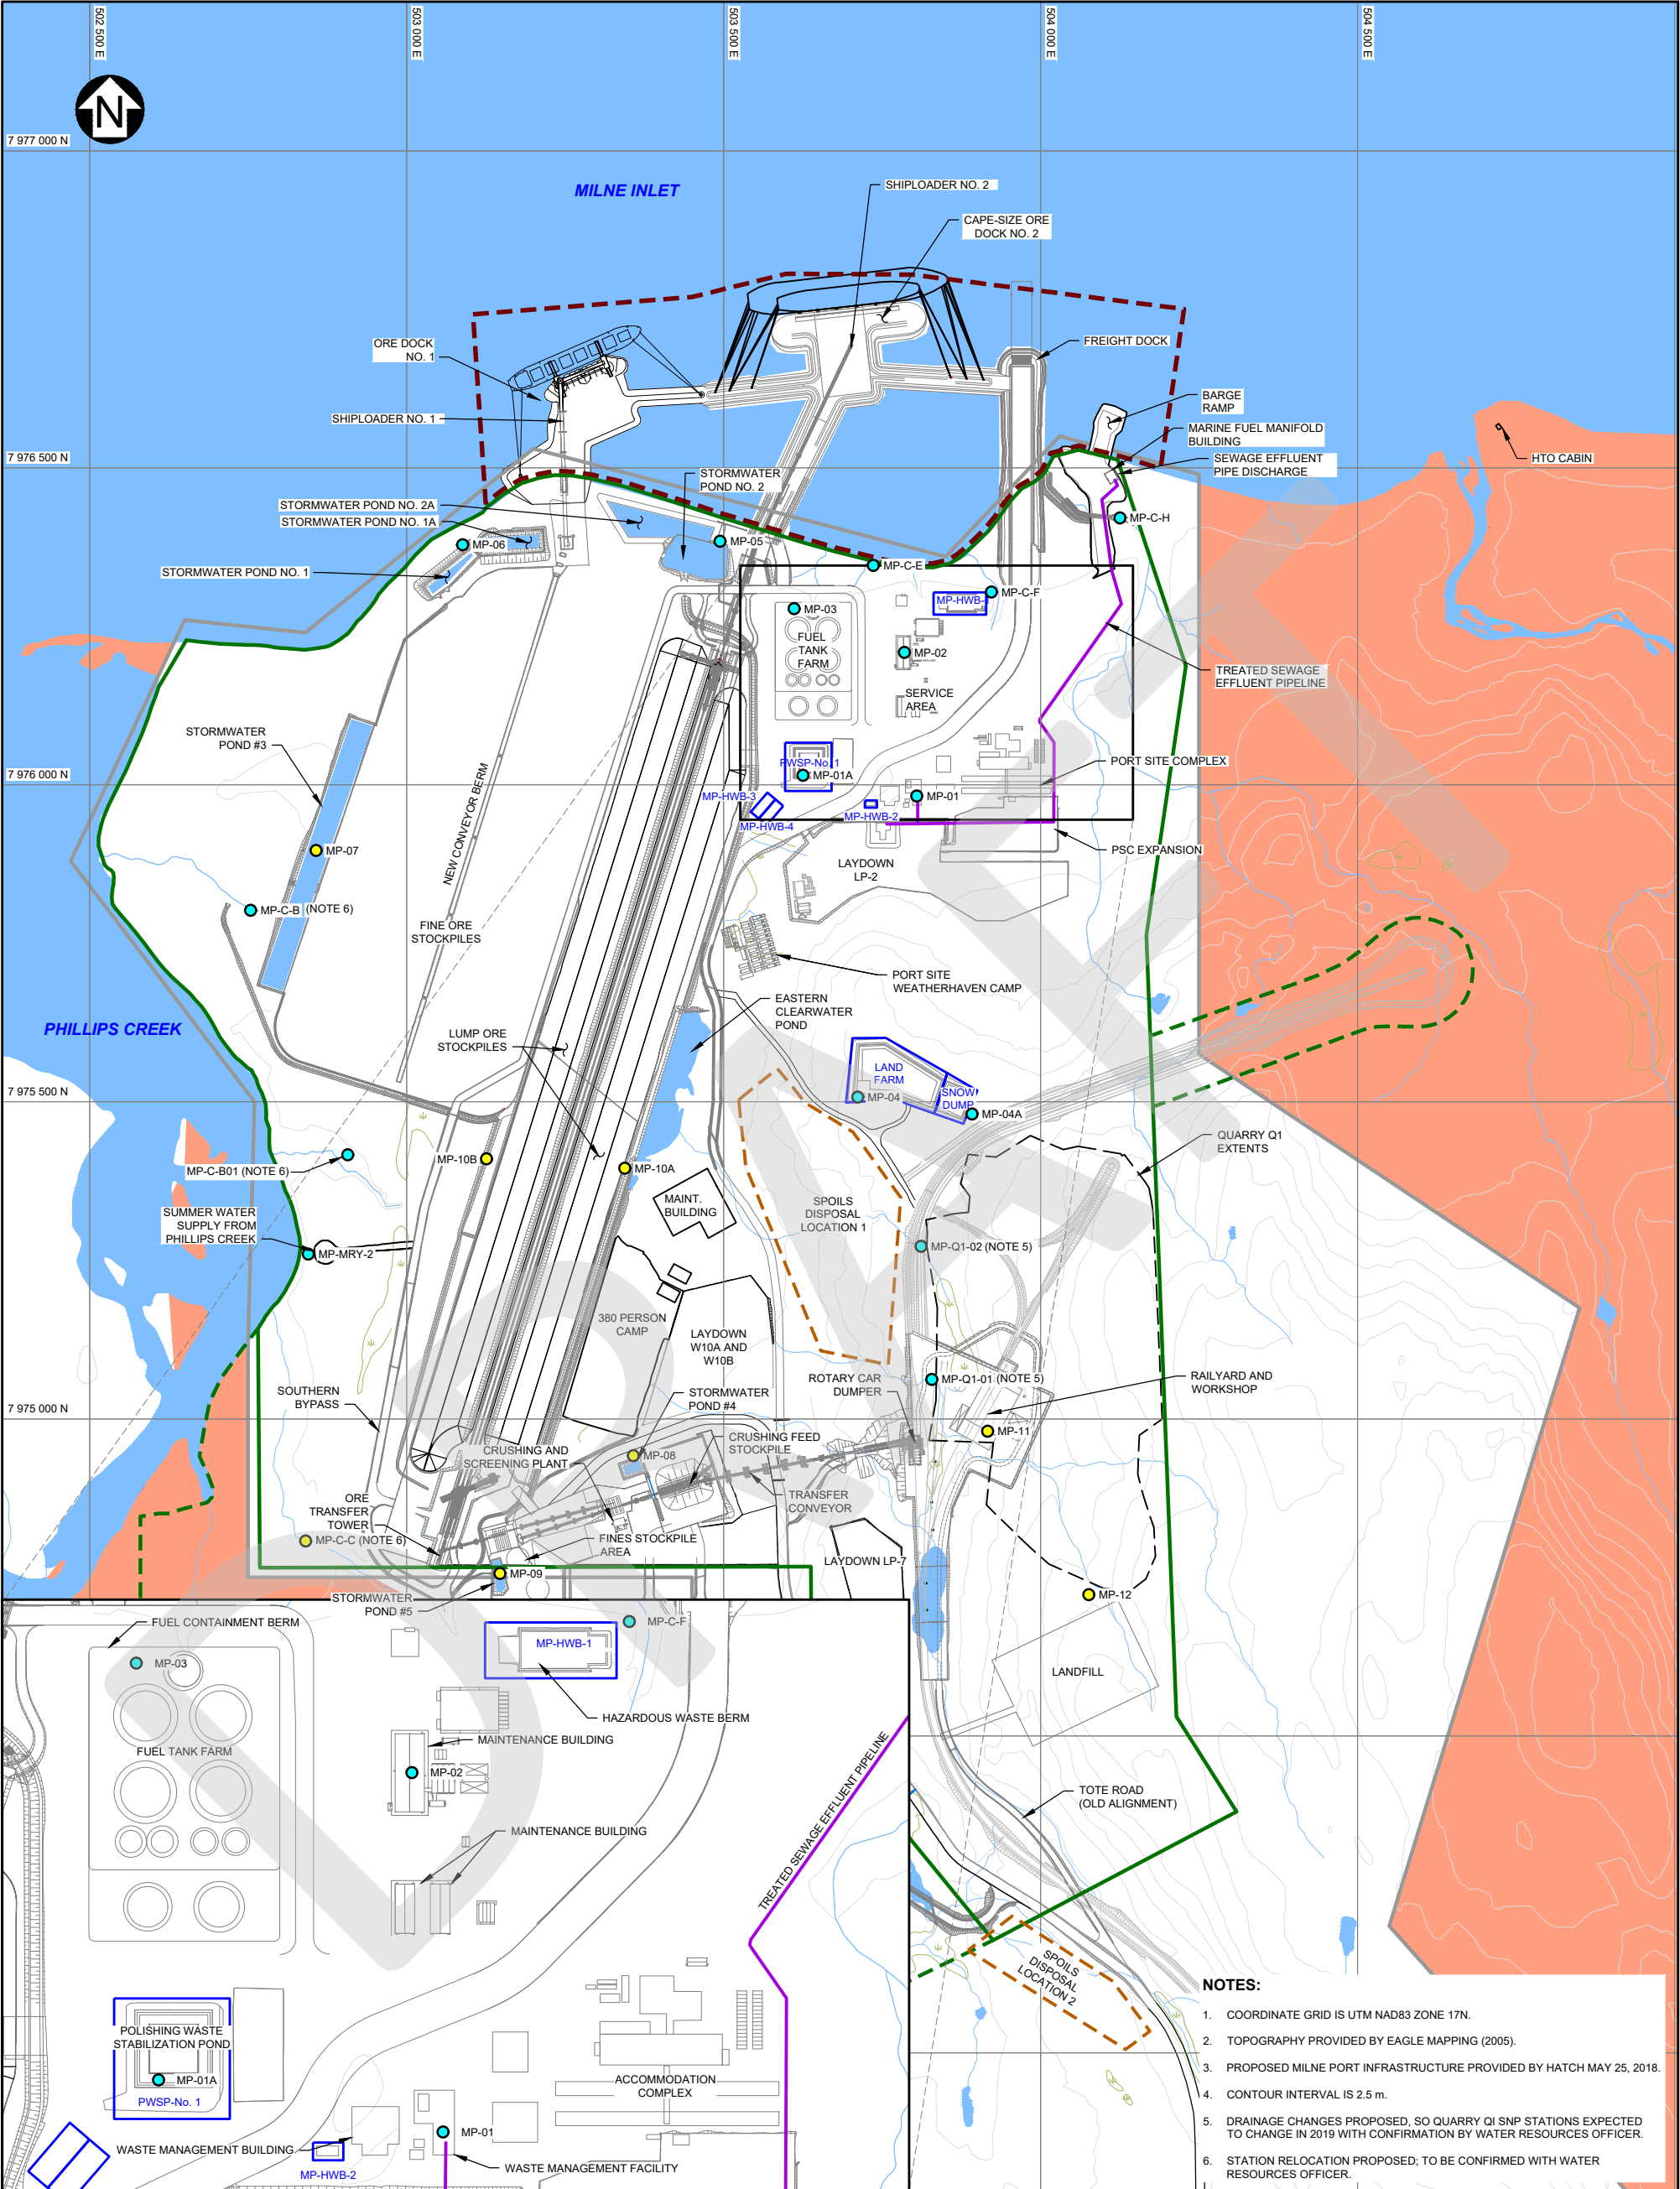 502 500 E
503 000 E
503 500 E
504 000 E
504 500 E
N
7 977 000 N
MILNE INLET
SHIPLOADER NO. 2
CAPE-SIZE ORE
DOCK NO. 2
ORE DOCK
NO. 1
FREIGHT DOCK
SHIPLOADER NO. 1
BARGE
RAMP
MARINE FUEL MANIFOLD
BUILDING
7 976 500 N
SEWAGE EFFLUENT
PIPE DISCHARGE
HTO CABIN
STORMWATER
POND NO. 2
STORMWATER POND NO. 2A
STORMWATER POND NO. 1A
MP-C-H
MP-06
MP-05
STORMWATER POND NO. 1
MP-C-E
MP-C-F
MP-HWB-1
MP-03
FUEL
TANK
FARM
MP-02
TREATED SEWAGE
EFFLUENT PIPELINE
SERVICE
AREA
STORMWATER
POND #3
PORT SITE COMPLEX
PWSP-No. 1
MP-01A
7 976 000 N
MP-HWB-3
MP-01
MP-HWB-2
MP-HWB-4
NEW CONVEYOR BERM
PSC EXPANSION
MP-07
LAYDOWN
LP-2
MP-C-B (NOTE 6)
FINE ORE
STOCKPILES
PORT SITE
WEATHERHAVEN CAMP
EASTERN
CLEARWATER
POND
PHILLIPS CREEK
LUMP ORE
STOCKPILES
LAND
FARM
SNOW
DUMP
7 975 500 N
MP-04
MP-04A
QUARRY Q1
EXTENTS
MP-10B
MP-10A
MP-C-B01 (NOTE 6)
MAINT.
BUILDING
SPOILS
DISPOSAL
LOCATION 1
SUMMER WATER
SUPPLY FROM
PHILLIPS CREEK
MP-MRY-2
MP-Q1-02 (NOTE 5)
380 PERSON
CAMP
LAYDOWN
W10A AND
W10B
ROTARY CAR
DUMPER
MP-Q1-01 (NOTE 5)
RAILYARD AND
WORKSHOP
SOUTHERN
BYPASS
STORMWATER
POND #4
7 975 000 N
MP-11
CRUSHING FEED
STOCKPILE
CRUSHING AND
SCREENING PLANT
MP-08
TRANSFER
CONVEYOR
ORE
TRANSFER
TOWER
MP-C-C (NOTE 6)
FINES STOCKPILE
AREA
LAYDOWN LP-7
MP-09
STORMWATER
POND #5
MP-12
FUEL CONTAINMENT BERM
MP-C-F
MP-HWB-1
MP-03
LANDFILL
HAZARDOUS WASTE BERM
MAINTENANCE BUILDING
FUEL TANK FARM
MP-02
TREATED SEWAGE EFFLUENT PIPELINE
TOTE ROAD
(OLD ALIGNMENT)
MAINTENANCE BUILDING
SPOILS
DISPOSAL
LOCATION 2
POLISHING WASTE
STABILIZATION POND
MP-01A
PWSP-No. 1
ACCOMMODATION
COMPLEX
MP-01
WASTE MANAGEMENT BUILDING
MP-HWB-2
WASTE MANAGEMENT FACILITY
NOTES:
1. COORDINATE GRID IS UTM NAD83 ZONE 17N.
2. TOPOGRAPHY PROVIDED BY EAGLE MAPPING (2005).
3. PROPOSED MILNE PORT INFRASTRUCTURE PROVIDED BY HATCH MAY 25, 2018.
4. CONTOUR INTERVAL IS 2.5 m.
5. DRAINAGE CHANGES PROPOSED, SO QUARRY QI SNP STATIONS EXPECTED
TO CHANGE IN 2019 WITH CONFIRMATION BY WATER RESOURCES OFFICER.
6. STATION RELOCATION PROPOSED; TO BE CONFIRMED WITH WATER
RESOURCES OFFICER.
DRAFT